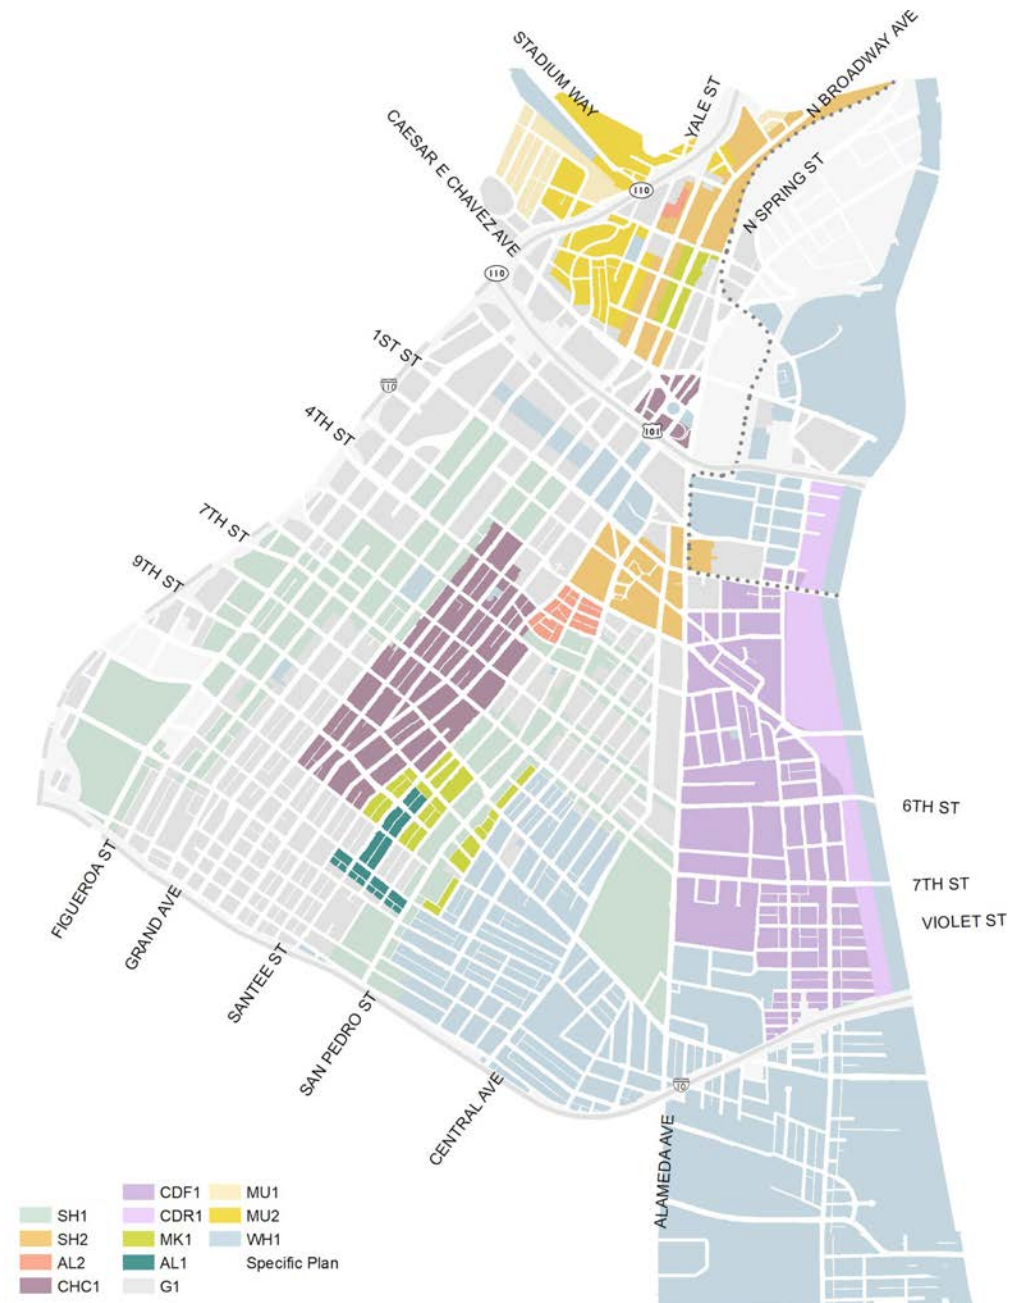 STADIUM WAY
N BROADWAY AVE
YALE ST
CAESAR E CHAVEZ AVE
110
N SPRING ST
110
1ST ST
110
4TH ST
101
7TH ST
9TH ST
6TH ST
7TH ST
VIOLET ST
FIGUEROA ST
GRAND AVE
SANTEE ST
SAN PEDRO ST
CENTRAL AVE
10
ALAMEDA AVE
CDF1 MU1
SH1 CDR1 MU2
SH2 MK1 WH1
AL2 AL1 Specific Plan
CHC1 G1